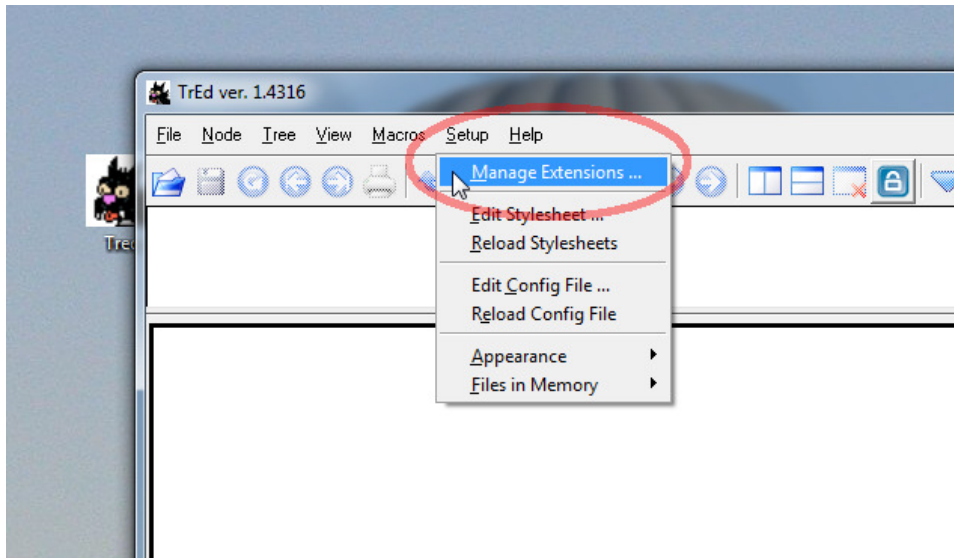 TrEd ver. 1.4316
File Node Tree View Macros Setup Help
Manage Extensions ...
Edit Stylesheet ...
Reload Stylesheets
Edit Config File ...
Reload Config File
Appearance
Files in Memory